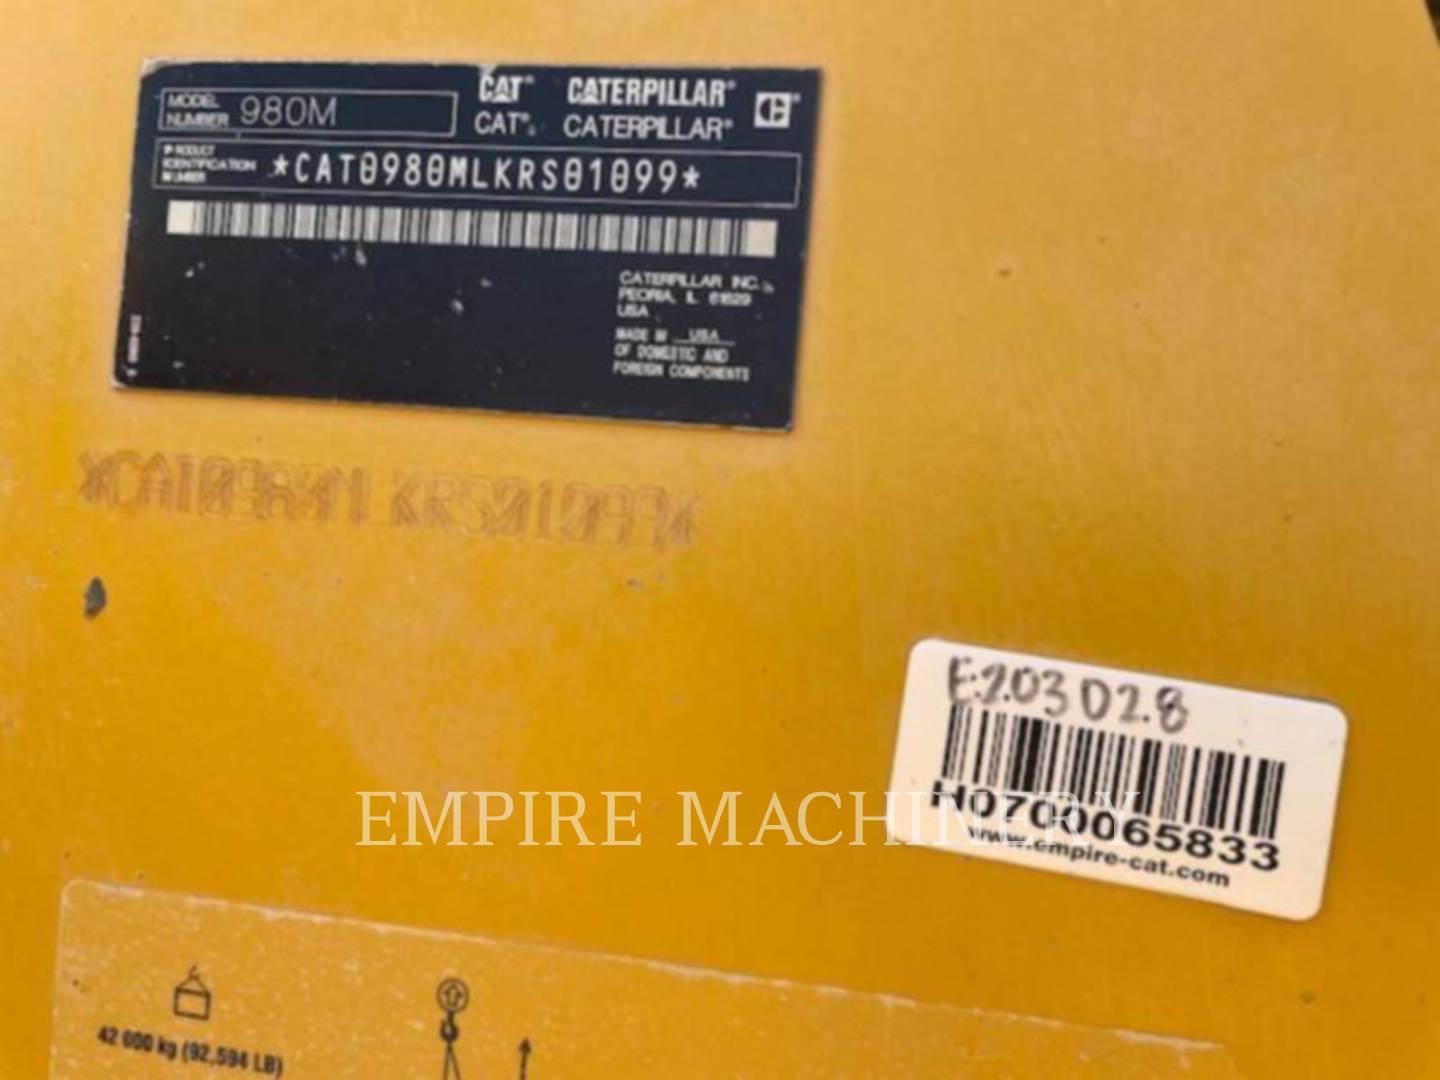 MODEL
NUMBER 980M
CAT® CATERPILLAR®
CAT® CATERPILLAR®
PRODUCT
IDENTIFICATION
NUMBER
*CAT0980MLKRS01099*
CATERPILLAR INC.
PEORIA, IL 61629
USA
MADE IN USA
OF DOMESTIC AND
FOREIGN COMPONENTS
*CAT0980MLKRS01099*
E203028
H0700065833
www.empire-cat.com
EMPIRE MACHINERY
42 000 kg (92,594 LB)